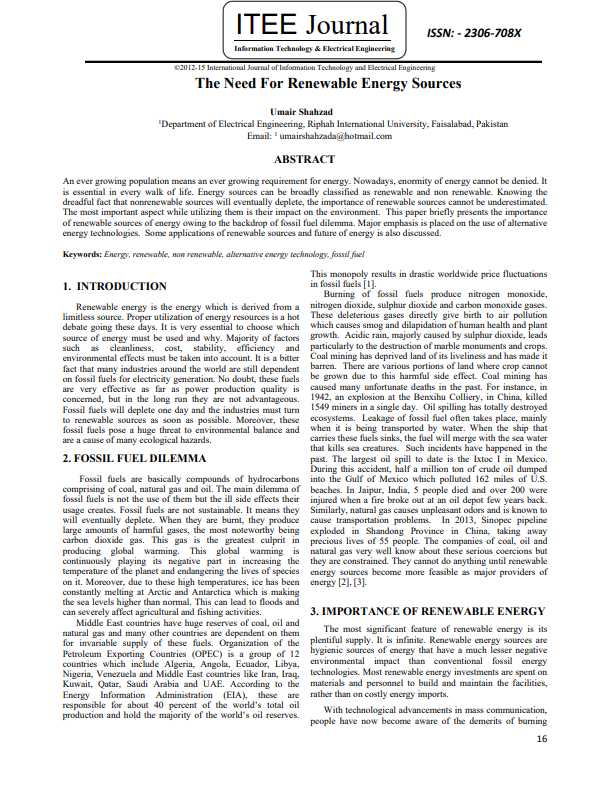 ITEE Journal
Information Technology & Electrical Engineering
ISSN: - 2306-708X
©2012-15 International Journal of Information Technology and Electrical Engineering
The Need For Renewable Energy Sources
Umair Shahzad
1Department of Electrical Engineering, Riphah International University, Faisalabad, Pakistan
Email: 1 umairshahzada@hotmail.com
ABSTRACT
An ever growing population means an ever growing requirement for energy. Nowadays, enormity of energy cannot be denied. It
is essential in every walk of life. Energy sources can be broadly classified as renewable and non renewable. Knowing the
dreadful fact that nonrenewable sources will eventually deplete, the importance of renewable sources cannot be underestimated.
The most important aspect while utilizing them is their impact on the environment. This paper briefly presents the importance
of renewable sources of energy owing to the backdrop of fossil fuel dilemma. Major emphasis is placed on the use of alternative
energy technologies. Some applications of renewable sources and future of energy is also discussed.
Keywords: Energy, renewable, non renewable, alternative energy technology, fossil fuel
1. INTRODUCTION
Renewable energy is the energy which is derived from a
limitless source. Proper utilization of energy resources is a hot
debate going these days. It is very essential to choose which
source of energy must be used and why. Majority of factors
such as cleanliness, cost, stability, efficiency and
environmental effects must be taken into account. It is a bitter
fact that many industries around the world are still dependent
on fossil fuels for electricity generation. No doubt, these fuels
are very effective as far as power production quality is
concerned, but in the long run they are not advantageous.
Fossil fuels will deplete one day and the industries must turn
to renewable sources as soon as possible. Moreover, these
fossil fuels pose a huge threat to environmental balance and
are a cause of many ecological hazards.
2. FOSSIL FUEL DILEMMA
Fossil fuels are basically compounds of hydrocarbons
comprising of coal, natural gas and oil. The main dilemma of
fossil fuels is not the use of them but the ill side effects their
usage creates. Fossil fuels are not sustainable. It means they
will eventually deplete. When they are burnt, they produce
large amounts of harmful gases, the most noteworthy being
carbon dioxide gas. This gas is the greatest culprit in
producing global warming. This global warming is
continuously playing its negative part in increasing the
temperature of the planet and endangering the lives of species
on it. Moreover, due to these high temperatures, ice has been
constantly melting at Arctic and Antarctica which is making
the sea levels higher than normal. This can lead to floods and
can severely affect agricultural and fishing activities.
Middle East countries have huge reserves of coal, oil and
natural gas and many other countries are dependent on them
for invariable supply of these fuels. Organization of the
Petroleum Exporting Countries (OPEC) is a group of 12
countries which include Algeria, Angola, Ecuador, Libya,
Nigeria, Venezuela and Middle East countries like Iran, Iraq,
Kuwait, Qatar, Saudi Arabia and UAE. According to the
Energy Information Administration (EIA), these are
responsible for about 40 percent of the world's total oil
production and hold the majority of the world's oil reserves.
This monopoly results in drastic worldwide price fluctuations
in fossil fuels [1].
Burning of fossil fuels produce nitrogen monoxide,
nitrogen dioxide, sulphur dioxide and carbon monoxide gases.
These deleterious gases directly give birth to air pollution
which causes smog and dilapidation of human health and plant
growth. Acidic rain, majorly caused by sulphur dioxide, leads
particularly to the destruction of marble monuments and crops.
Coal mining has deprived land of its liveliness and has made it
barren. There are various portions of land where crop cannot
be grown due to this harmful side effect. Coal mining has
caused many unfortunate deaths in the past. For instance, in
1942, an explosion at the Benxihu Colliery, in China, killed
1549 miners in a single day. Oil spilling has totally destroyed
ecosystems. Leakage of fossil fuel often takes place, mainly
when it is being transported by water. When the ship that
carries these fuels sinks, the fuel will merge with the sea water
that kills sea creatures. Such incidents have happened in the
past. The largest oil spill to date is the Ixtoc I in Mexico.
During this accident, half a million ton of crude oil dumped
into the Gulf of Mexico which polluted 162 miles of U.S.
beaches. In Jaipur, India, 5 people died and over 200 were
injured when a fire broke out at an oil depot few years back.
Similarly, natural gas causes unpleasant odors and is known to
cause transportation problems. In 2013, Sinopec pipeline
exploded in Shandong Province in China, taking away
precious lives of 55 people. The companies of coal, oil and
natural gas very well know about these serious coercions but
they are constrained. They cannot do anything until renewable
energy sources become more feasible as major providers of
energy [2], [3].
3. IMPORTANCE OF RENEWABLE ENERGY
The most significant feature of renewable energy is its
plentiful supply. It is infinite. Renewable energy sources are
hygienic sources of energy that have a much lesser negative
environmental impact than conventional fossil energy
technologies. Most renewable energy investments are spent on
materials and personnel to build and maintain the facilities,
rather than on costly energy imports.
With technological advancements in mass communication,
people have now become aware of the demerits of burning
16